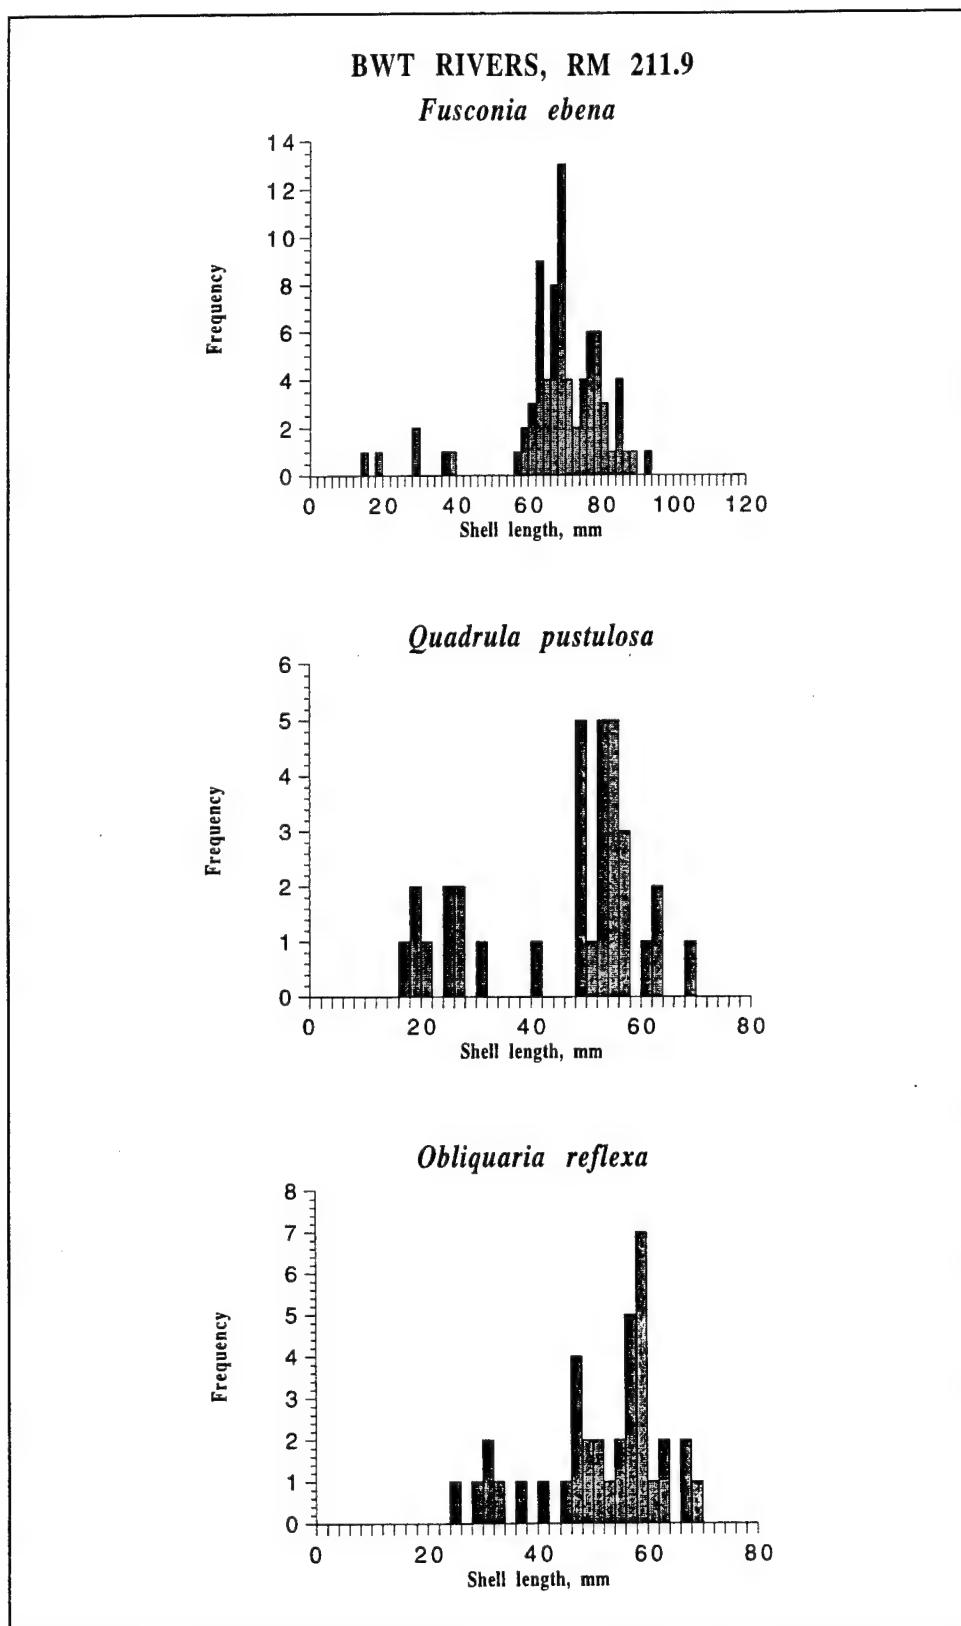 BWT RIVERS, RM 211.9
Fusconia ebena
14
12
10
8
6
4
2
0
Frequency
0 20 40 60 80 100 120
Shell length, mm
Quadrula pustulosa
6
5
4
3
2
1
0
Frequency
0 20 40 60 80
Shell length, mm
Obliquaria reflexa
8
7
6
5
4
3
2
1
0
Frequency
0 20 40 60 80
Shell length, mm